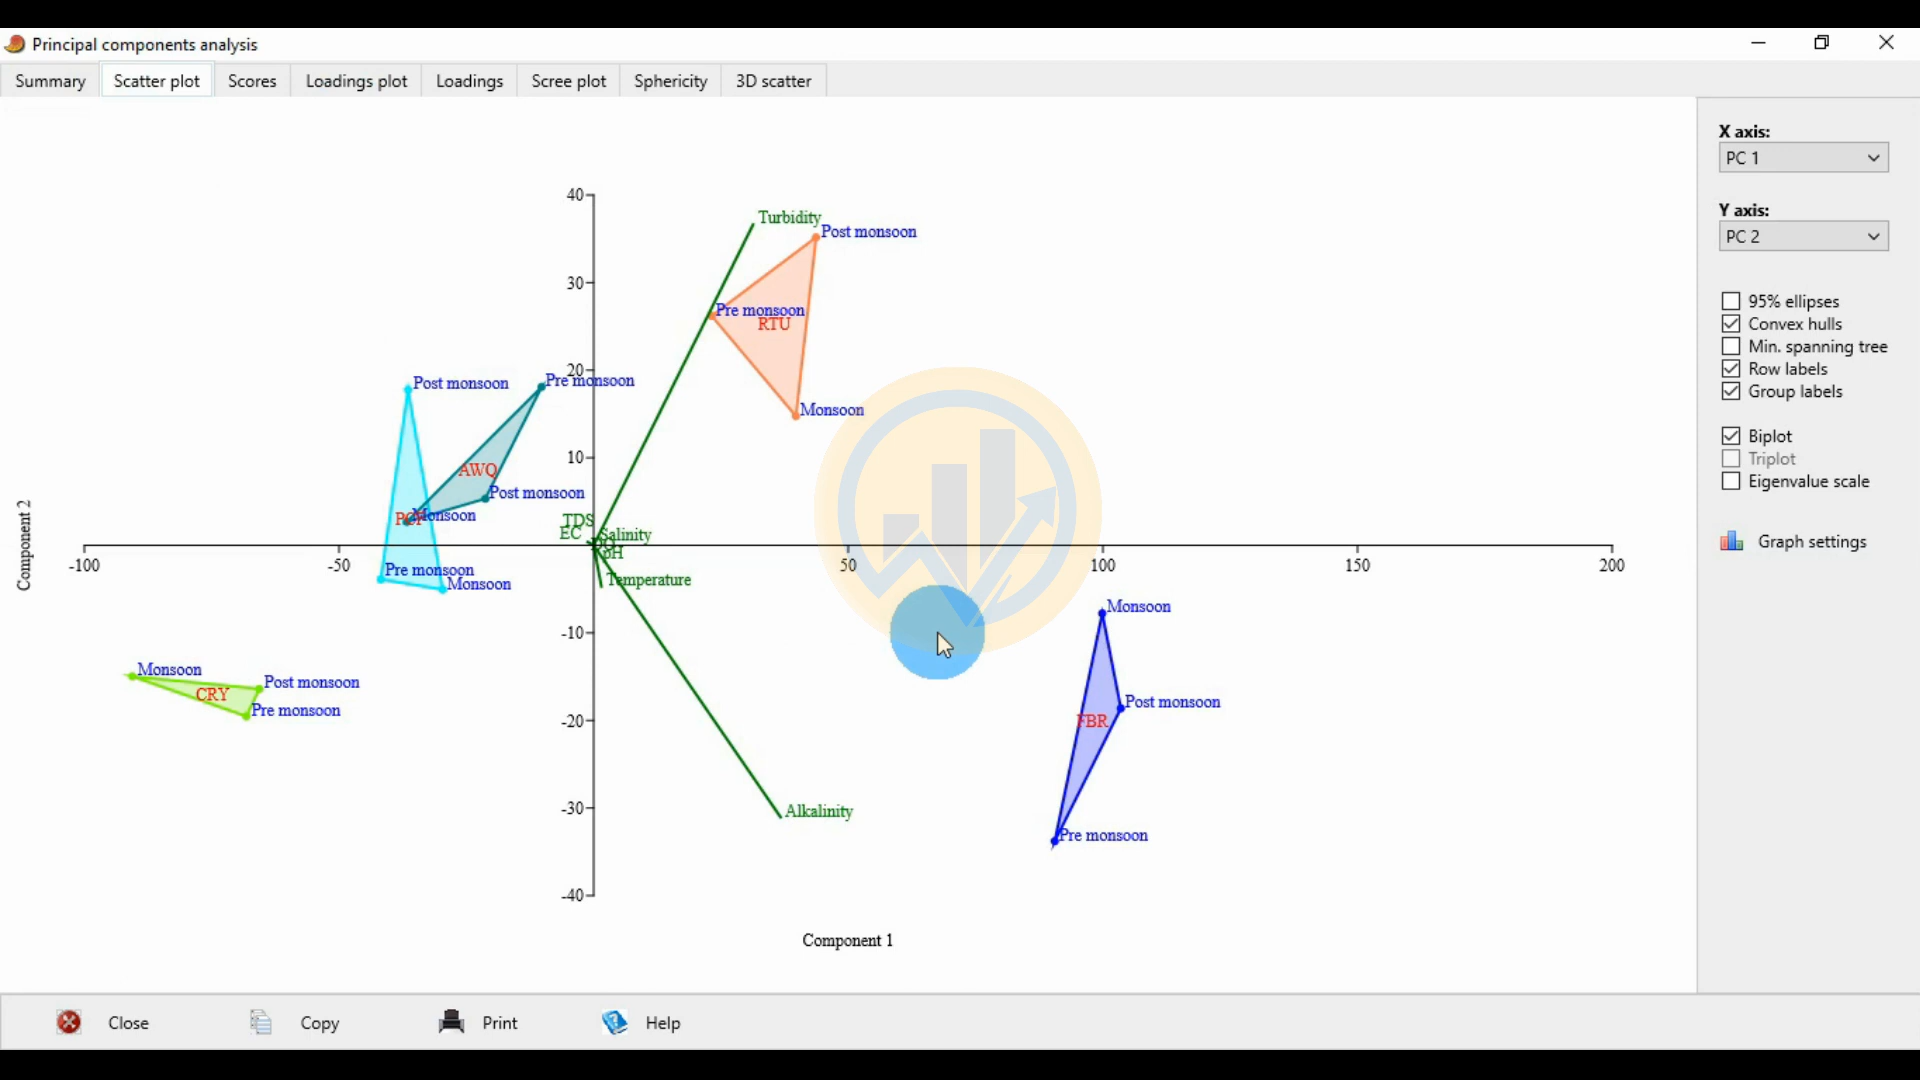 Principal components analysis
Summary
Scatter plot
Scores
Loadings plot
Loadings
Scree plot
Sphericity
3D scatter
X axis:
PC 1
Y axis:
PC 2
95% ellipses
Convex hulls
Min. spanning tree
Row labels
Group labels
Biplot
Triplot
Eigenvalue scale
Graph settings
40
30
20
10
-10
-20
-30
-40
-100
-50
50
100
150
200
Component 2
Component 1
Turbidity
Post monsoon
Pre monsoon
RTU
Monsoon
Post monsoon
Pre monsoon
AWQ
Post monsoon
Monsoon
TDS
EC
Salinity
DO
pH
Temperature
Pre monsoon
Monsoon
Monsoon
Post monsoon
CRY
Pre monsoon
Monsoon
Post monsoon
FBR
Pre monsoon
Alkalinity
Close
Copy
Print
Help